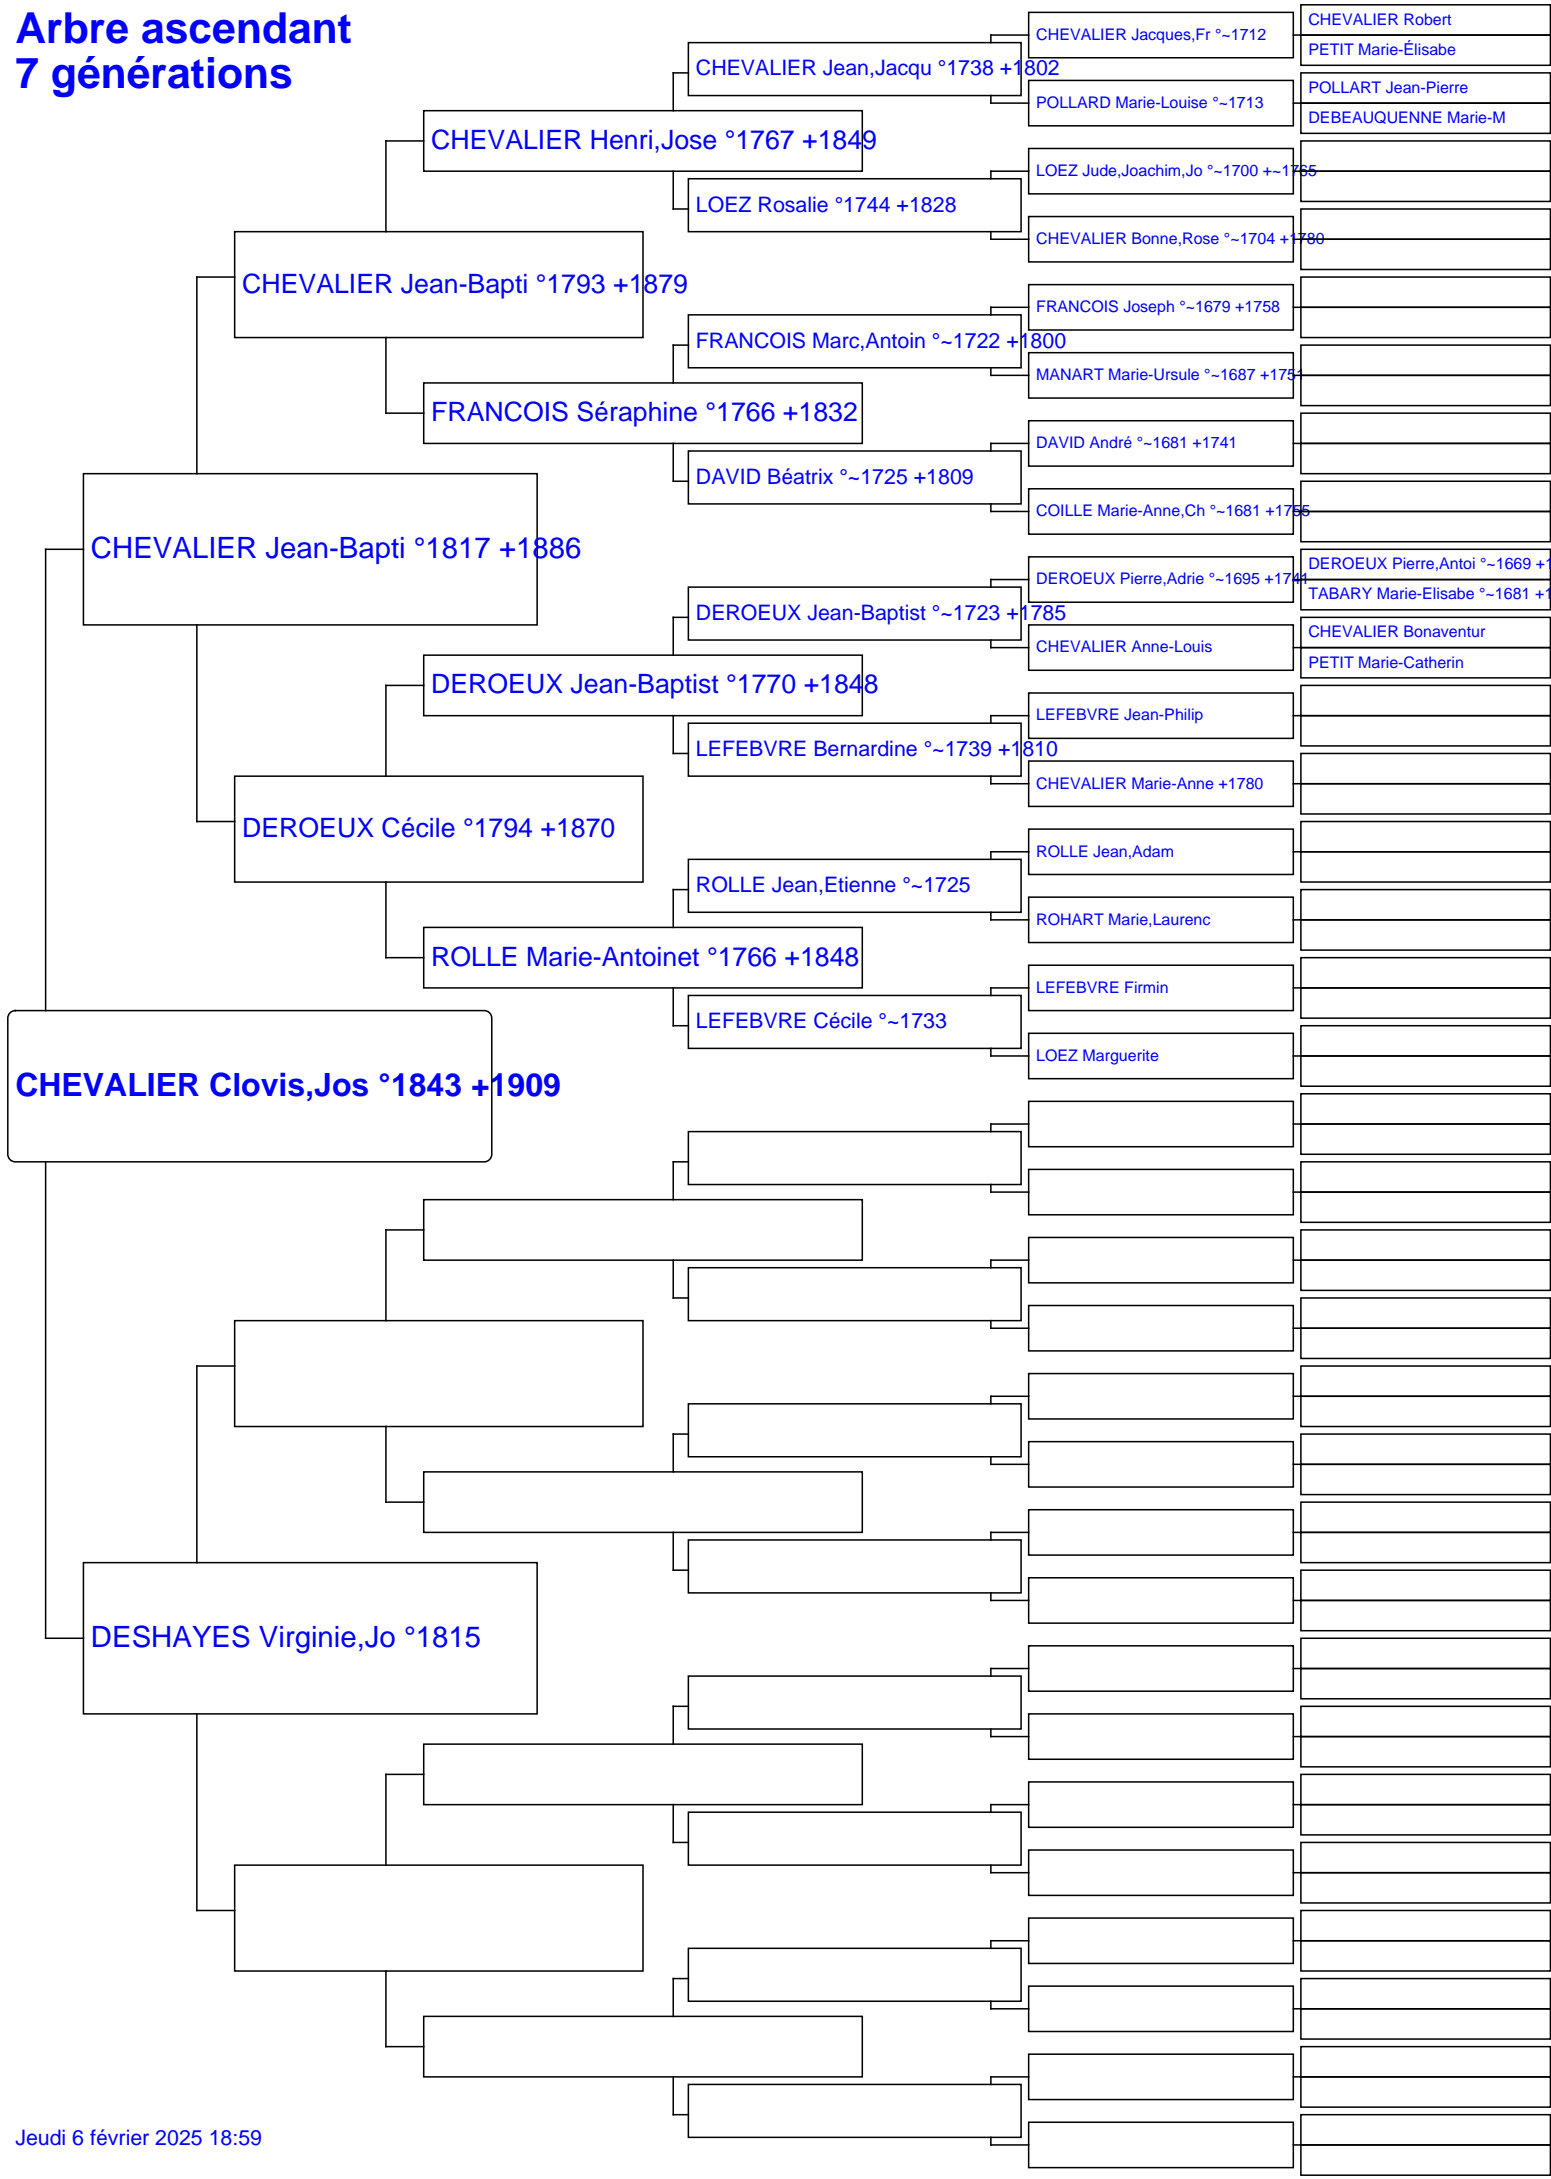 Arbre ascendant
7 générations
CHEVALIER Robert
CHEVALIER Jacques,Fr °~1712
PETIT Marie-Élisabe
CHEVALIER Jean,Jacqu °1738 +1802
POLLART Jean-Pierre
POLLARD Marie-Louise °~1713
DEBEAUQUENNE Marie-M
CHEVALIER Henri,Jose °1767 +1849
LOEZ Jude,Joachim,Jo °~1700 +~1765
LOEZ Rosalie °1744 +1828
CHEVALIER Bonne,Rose °~1704 +1780
CHEVALIER Jean-Bapti °1793 +1879
FRANCOIS Joseph °~1679 +1758
FRANCOIS Marc,Antoin °~1722 +1800
MANART Marie-Ursule °~1687 +1751
FRANCOIS Séraphine °1766 +1832
DAVID André °~1681 +1741
DAVID Béatrix °~1725 +1809
COILLE Marie-Anne,Ch °~1681 +1755
CHEVALIER Jean-Bapti °1817 +1886
DEROEUX Pierre,Antoi °~1669 +1
DEROEUX Pierre,Adrie °~1695 +1741
TABARY Marie-Elisabe °~1681 +1
DEROEUX Jean-Baptist °~1723 +1785
CHEVALIER Bonaventur
CHEVALIER Anne-Louis
PETIT Marie-Catherin
DEROEUX Jean-Baptist °1770 +1848
LEFEBVRE Jean-Philip
LEFEBVRE Bernardine °~1739 +1810
CHEVALIER Marie-Anne +1780
DEROEUX Cécile °1794 +1870
ROLLE Jean,Adam
ROLLE Jean,Etienne °~1725
ROHART Marie,Laurenc
ROLLE Marie-Antoinet °1766 +1848
LEFEBVRE Firmin
LEFEBVRE Cécile °~1733
LOEZ Marguerite
CHEVALIER Clovis,Jos °1843 +1909
DESHAYES Virginie,Jo °1815
Jeudi 6 février 2025 18:59